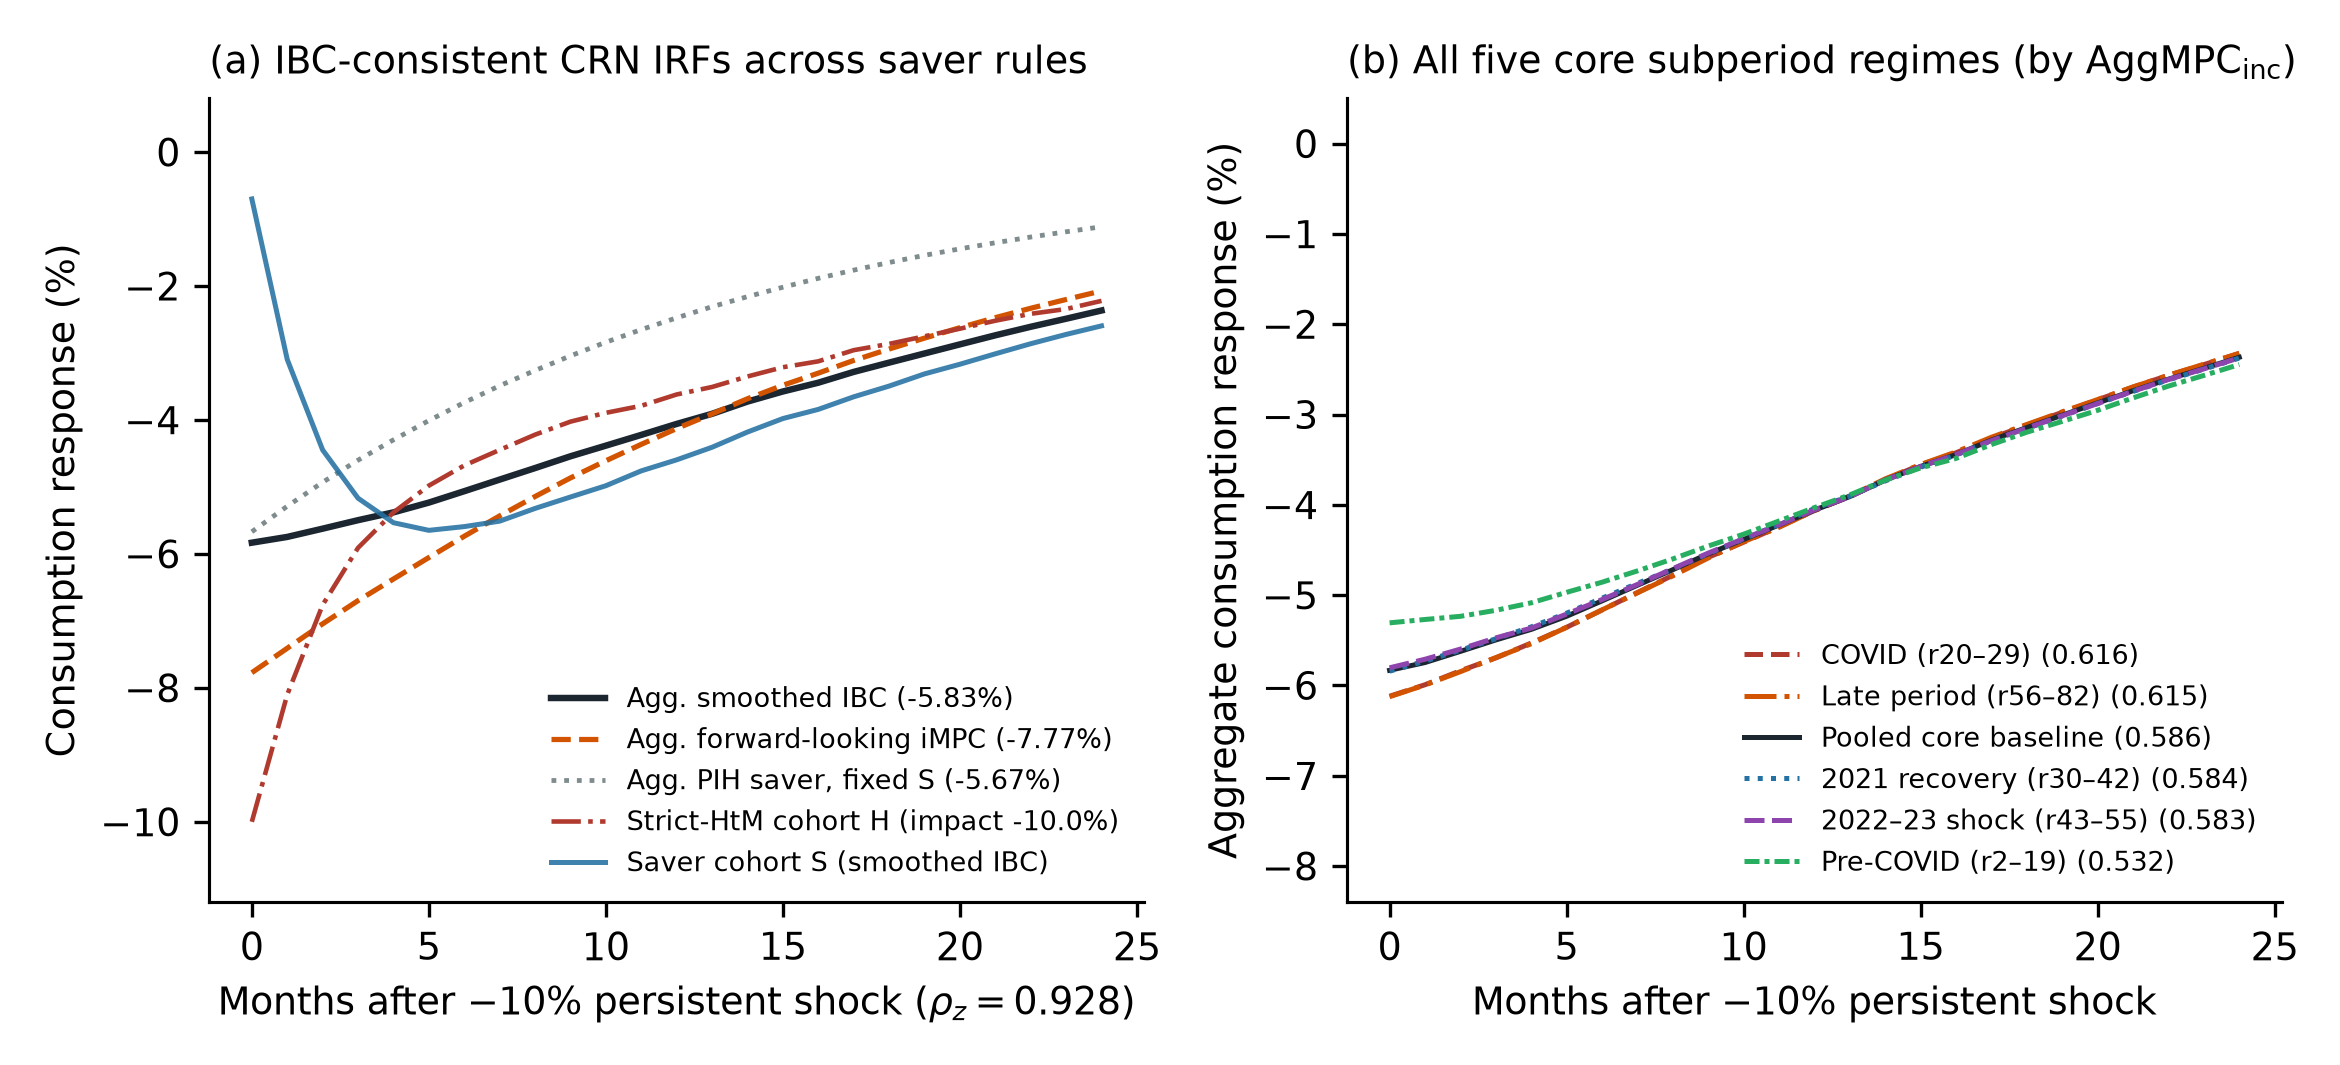 (a) IBC-consistent CRN IRFs across saver rules
Consumption response (%)
0
−2
−4
−6
−8
−10
Agg. smoothed IBC (-5.83%)
Agg. forward-looking iMPC (-7.77%)
Agg. PIH saver, fixed S (-5.67%)
Strict-HtM cohort H (impact -10.0%)
Saver cohort S (smoothed IBC)
0 5 10 15 20 25
Months after −10% persistent shock (ρ_z = 0.928)
(b) All five core subperiod regimes (by AggMPC_inc)
Aggregate consumption response (%)
0
−1
−2
−3
−4
−5
−6
−7
−8
COVID (r20–29) (0.616)
Late period (r56–82) (0.615)
Pooled core baseline (0.586)
2021 recovery (r30–42) (0.584)
2022–23 shock (r43–55) (0.583)
Pre-COVID (r2–19) (0.532)
0 5 10 15 20 25
Months after −10% persistent shock